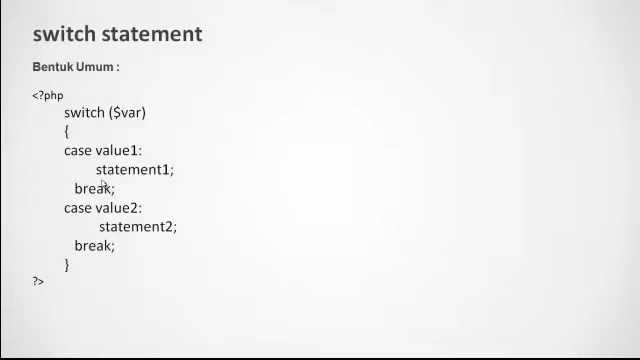 switch statement
Bentuk Umum :
<?php
switch ($var)
{
case value1:
statement1;
break;
case value2:
statement2;
break;
}
?>